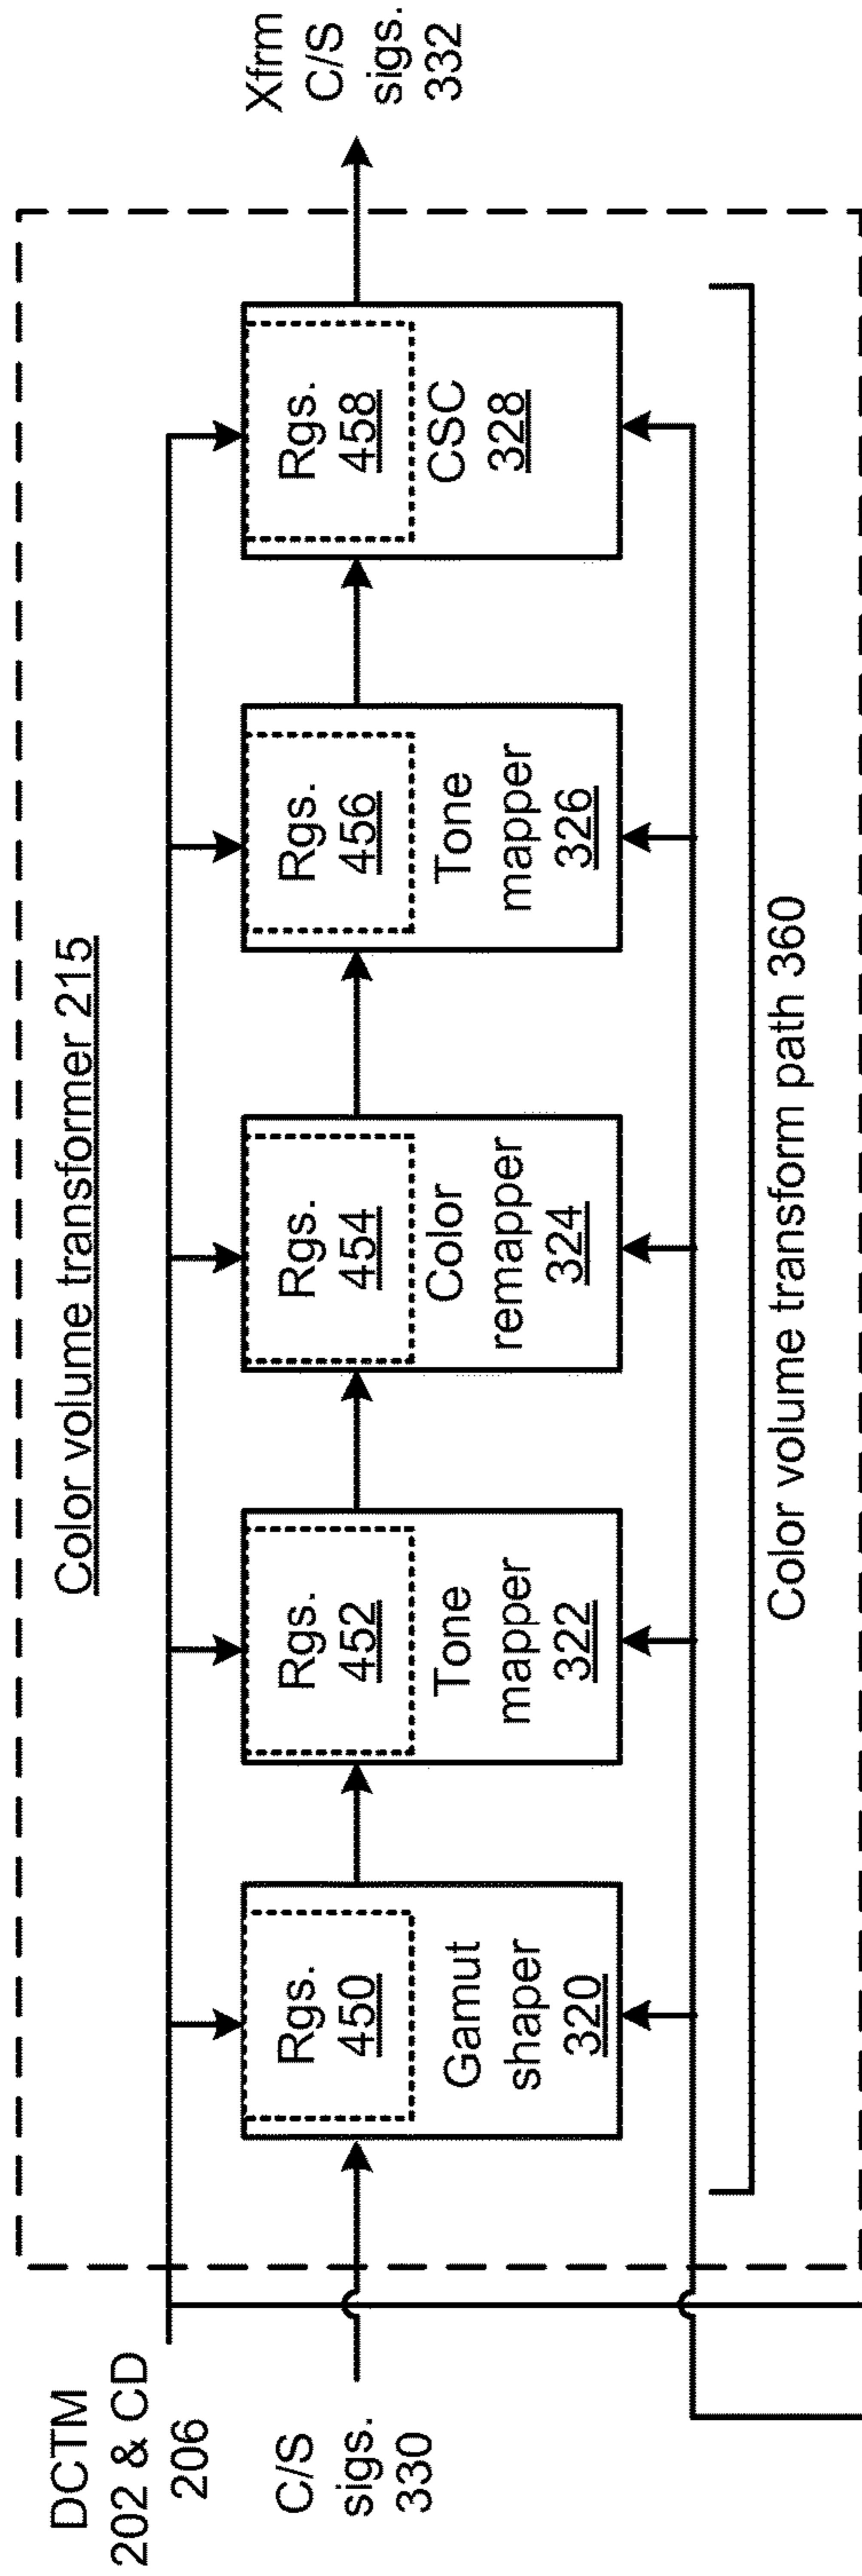 Color volume transformer 215
DCTM
202 & CD
206
C/S
sigs.
330
Rgs.
450
Gamut
shaper
320
Rgs.
452
Tone
mapper
322
Rgs.
454
Color
remapper
324
Rgs.
456
Tone
mapper
326
Rgs.
458
CSC
328
Xfrm
C/S
sigs.
332
Color volume transform path 360